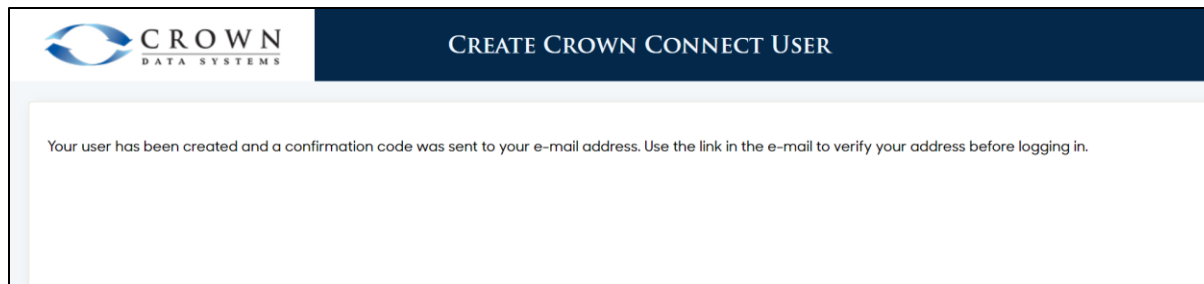 CROWN
DATA SYSTEMS
CREATE CROWN CONNECT USER
Your user has been created and a confirmation code was sent to your e-mail address. Use the link in the e-mail to verify your address before logging in.